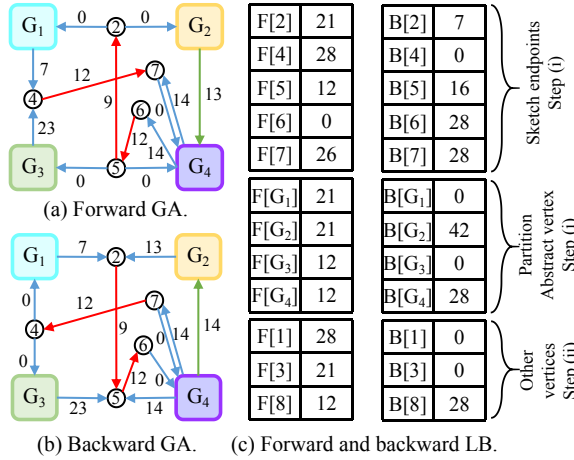 G1
0
2
0
G2
7
12
7
4
9
6
0
14
13
23
12
14
G3
0
5
0
G4
(a) Forward GA.
G1
7
2
13
G2
0
12
7
4
9
6
0
14
14
0
12
0
G3
23
5
14
G4
(b) Backward GA.
F[2] 21
F[4] 28
F[5] 12
F[6] 0
F[7] 26
B[2] 7
B[4] 0
B[5] 16
B[6] 28
B[7] 28
Sketch endpoints
Step (i)
F[G1] 21
F[G2] 21
F[G3] 12
F[G4] 12
B[G1] 0
B[G2] 42
B[G3] 0
B[G4] 28
Partition
Abstract vertex
Step (i)
F[1] 28
F[3] 21
F[8] 12
B[1] 0
B[3] 0
B[8] 28
Other
vertices
Step (ii)
(c) Forward and backward LB.